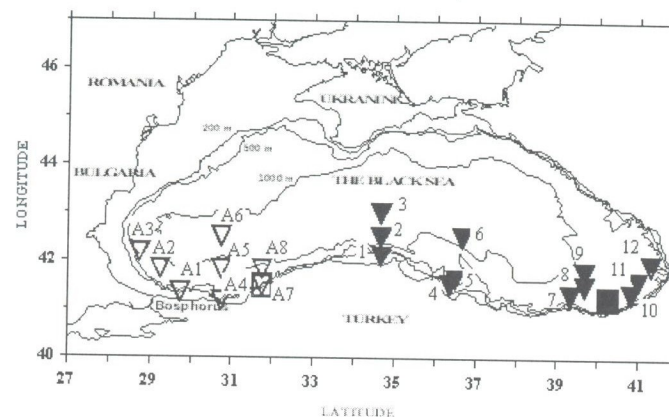 46
ROMANIA
UKRANINK
200 m
500 m
44
BULGARIA
1000 m
THE BLACK SEA
LONGITUDE
A3
A6
3
42
A2
A5
A8
2
6
9
12
A1
1
8
11
A4
A7
4
5
7
10
Bosphorus
TURKEY
40
27 29 31 33 35 37 39 41
LATITUDE